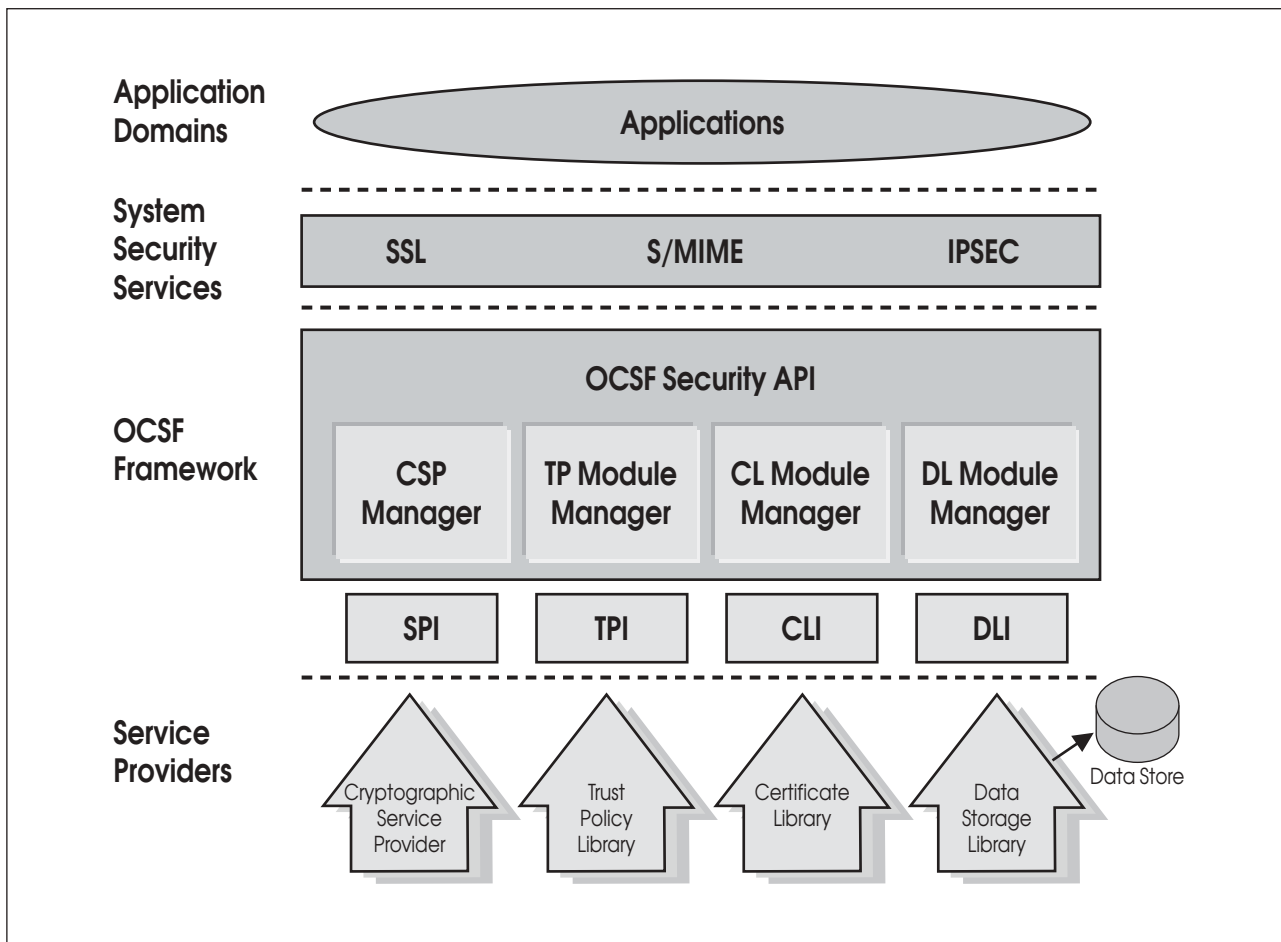 Application
Domains
Applications
System
Security
Services
SSL S/MIME IPSEC
OCSF
Framework
OCSF Security API
CSP
Manager
TP Module
Manager
CL Module
Manager
DL Module
Manager
SPI TPI CLI DLI
Service
Providers
Cryptographic
Service
Provider
Trust
Policy
Library
Certificate
Library
Data
Storage
Library
Data Store